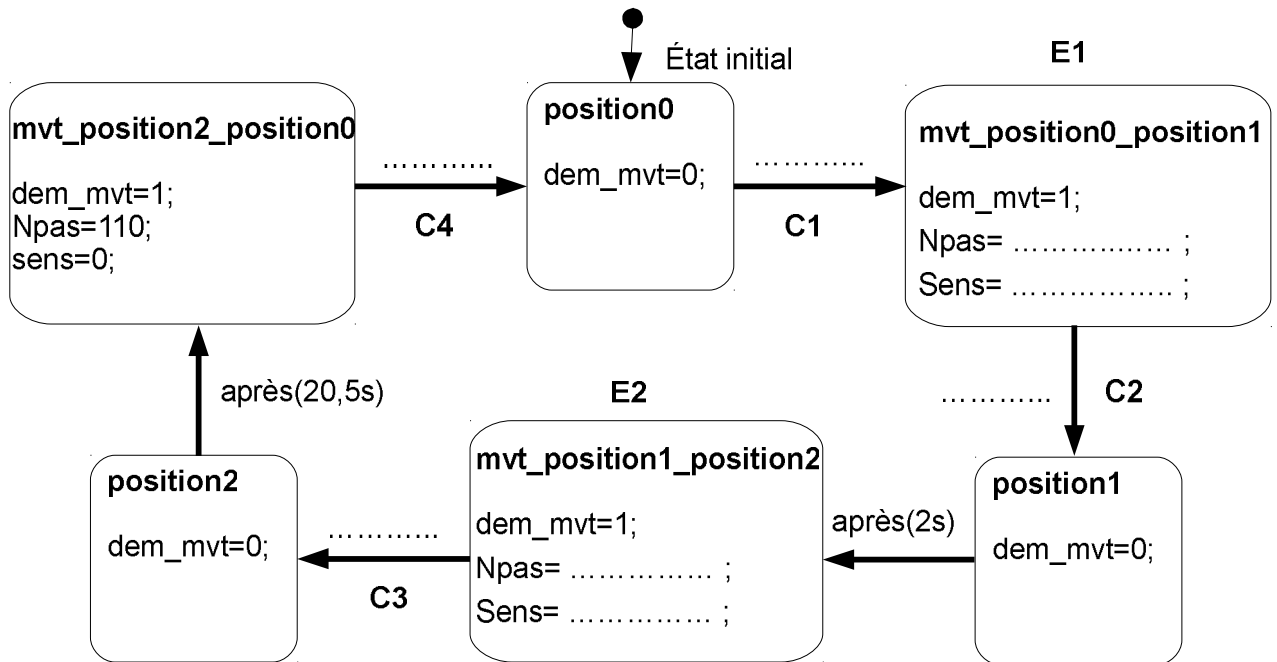 État initial
position0
dem_mvt=0;
…………
C1
E1
mvt_position0_position1
dem_mvt=1;
Npas= ………..…… ;
Sens= …………….. ;
…………
C2
position1
dem_mvt=0;
après(2s)
E2
mvt_position1_position2
dem_mvt=1;
Npas= …………… ;
Sens= …………… ;
…………
C3
position2
dem_mvt=0;
après(20,5s)
mvt_position2_position0
dem_mvt=1;
Npas=110;
sens=0;
…………
C4